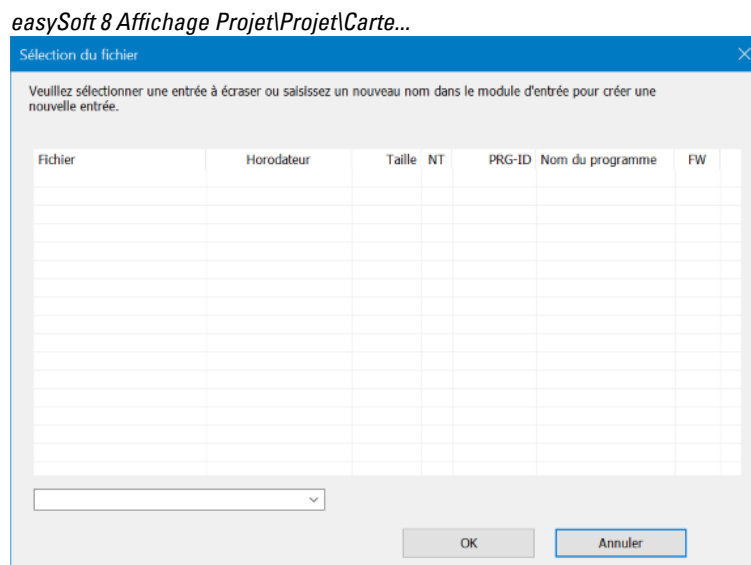 easySoft 8 Affichage Projet\Projet\Carte...
Sélection du fichier
Veuillez sélectionner une entrée à écraser ou saisissez un nouveau nom dans le module d'entrée pour créer une
nouvelle entrée.
Fichier Horodateur Taille NT PRG-ID Nom du programme FW
OK Annuler